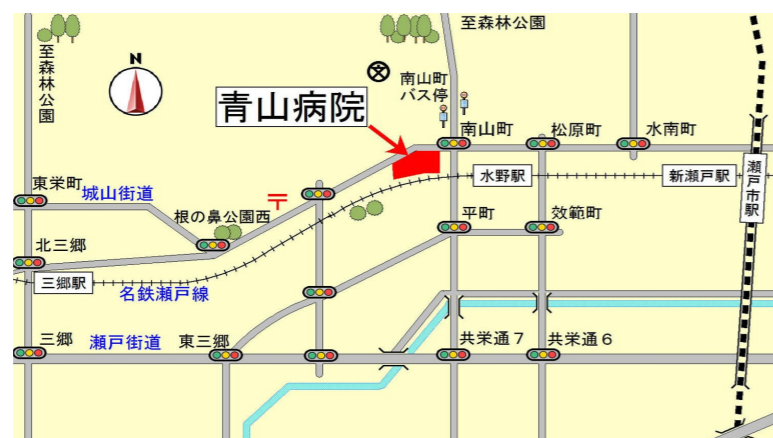 至森林公園
至森林公園
N
南山町
バス停
青山病院
南山町
松原町
水南町
瀬戸市駅
東栄町
城山街道
〒
水野駅
新瀬戸駅
根の鼻公園西
平町
効範町
北三郷
三郷駅
名鉄瀬戸線
三郷
瀬戸街道
東三郷
共栄通7
共栄通6